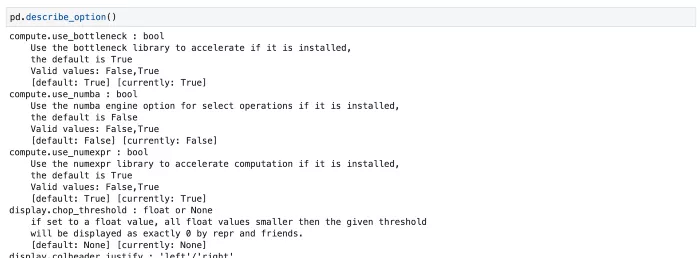 pd.describe_option()
compute.use_bottleneck : bool
Use the bottleneck library to accelerate if it is installed,
the default is True
Valid values: False,True
[default: True] [currently: True]
compute.use_numba : bool
Use the numba engine option for select operations if it is installed,
the default is False
Valid values: False,True
[default: False] [currently: False]
compute.use_numexpr : bool
Use the numexpr library to accelerate computation if it is installed,
the default is True
Valid values: False,True
[default: True] [currently: True]
display.chop_threshold : float or None
if set to a float value, all float values smaller then the given threshold
will be displayed as exactly 0 by repr and friends.
[default: None] [currently: None]
display.colheader_justify : 'left'/'right'